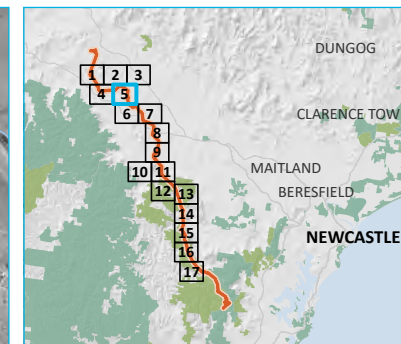 DUNGOG
1 2 3
4 5
6 7
CLARENCE TOW
8
9
MAITLAND
10 11
BERESFIELD
12 13
14
15
NEWCASTLE
16
17